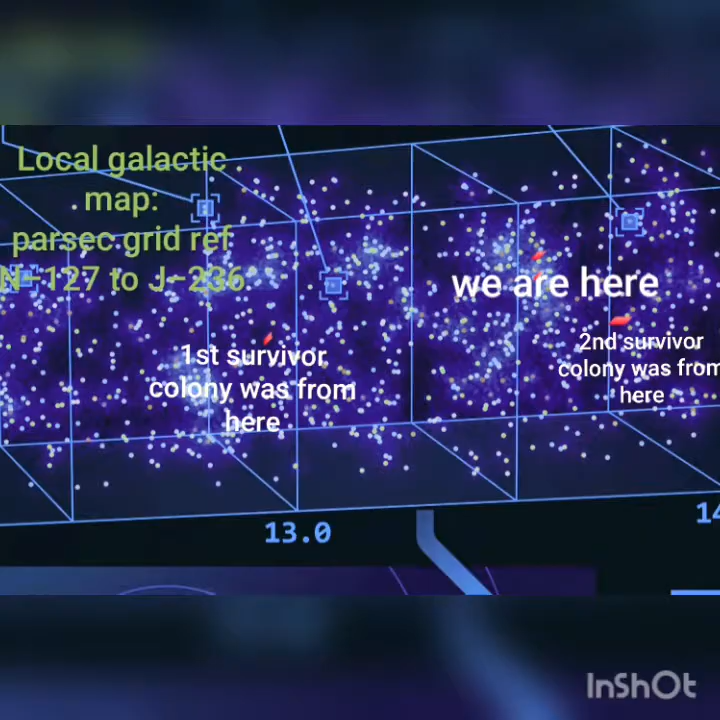 Local galactic
map:
parsec grid ref
N-127 to J-236
we are here
1st survivor
colony was from
here
2nd survivor
colony was from
here
13.0
14
InShOt